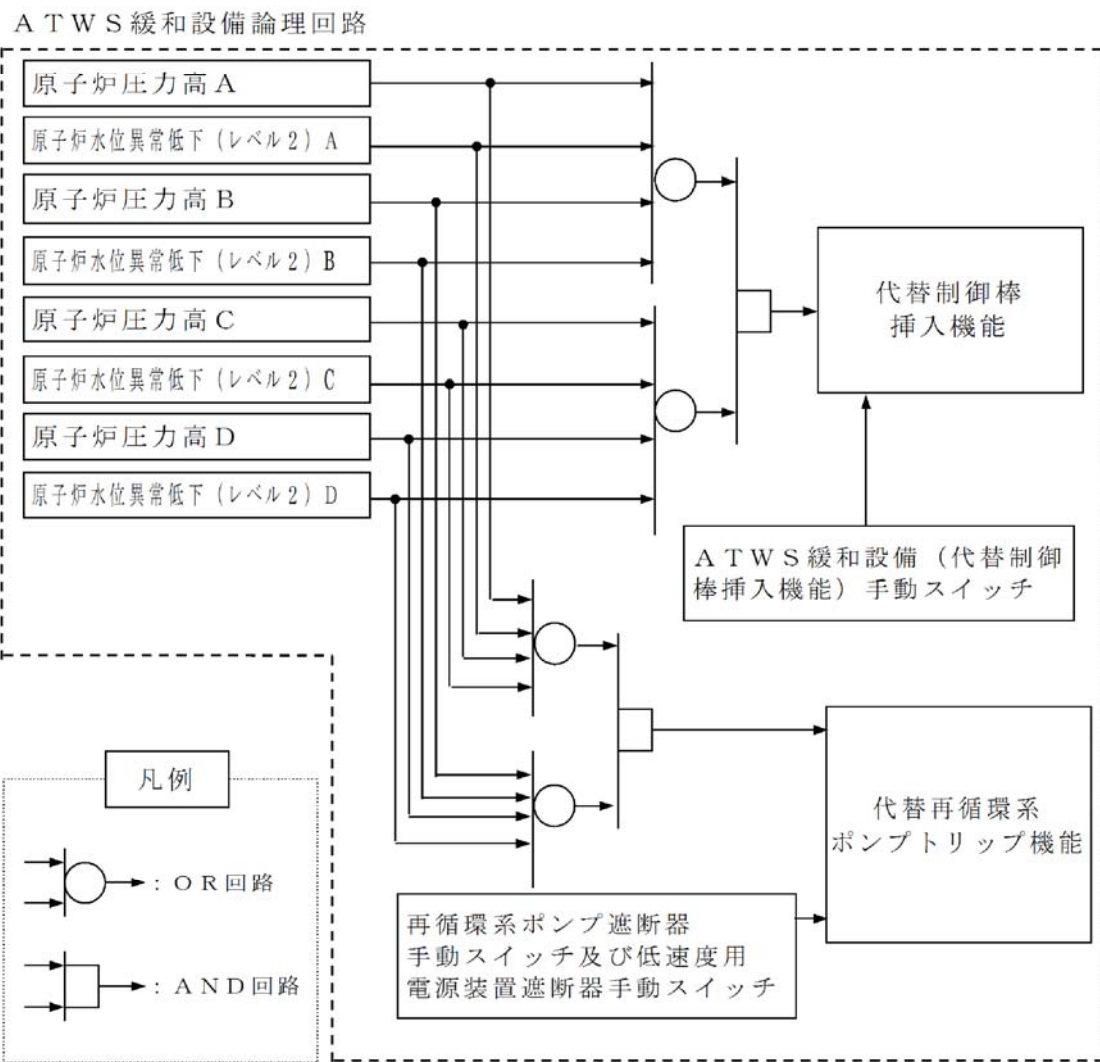 ＡＴＷＳ緩和設備論理回路
原子炉圧力高Ａ
原子炉水位異常低下（レベル２）Ａ
原子炉圧力高Ｂ
原子炉水位異常低下（レベル２）Ｂ
原子炉圧力高Ｃ
原子炉水位異常低下（レベル２）Ｃ
原子炉圧力高Ｄ
原子炉水位異常低下（レベル２）Ｄ
代替制御棒
挿入機能
ＡＴＷＳ緩和設備（代替制御
棒挿入機能）手動スイッチ
代替再循環系
ポンプトリップ機能
再循環系ポンプ遮断器
手動スイッチ及び低速度用
電源装置遮断器手動スイッチ
凡例
：ＯＲ回路
：ＡＮＤ回路